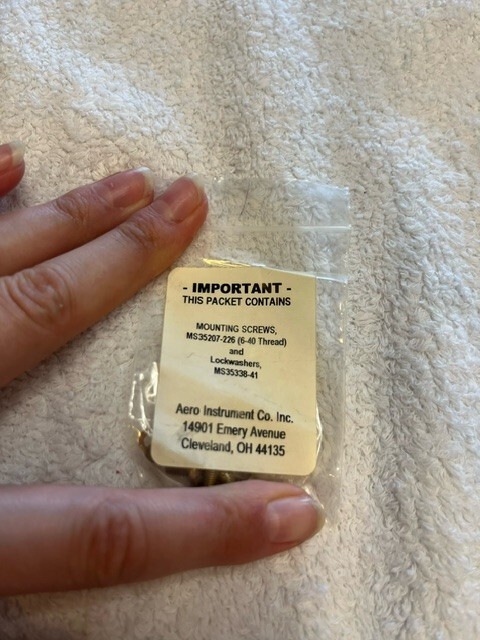 - IMPORTANT -
THIS PACKET CONTAINS
MOUNTING SCREWS,
MS35207-226 (6-40 Thread)
and
Lockwashers,
MS35338-41
Aero Instrument Co. Inc.
14901 Emery Avenue
Cleveland, OH 44135